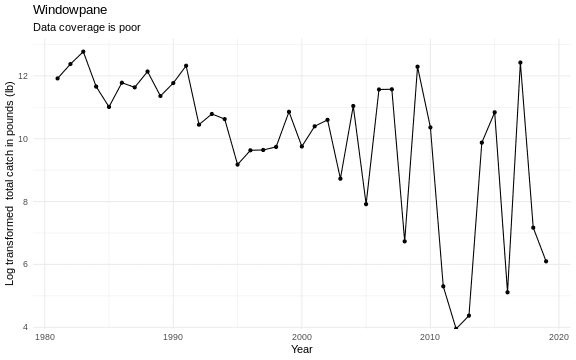 Windowpane
Data coverage is poor
Log transformed  total catch in pounds (lb)
12
10
8
6
4
1980
1990
2000
2010
2020
Year